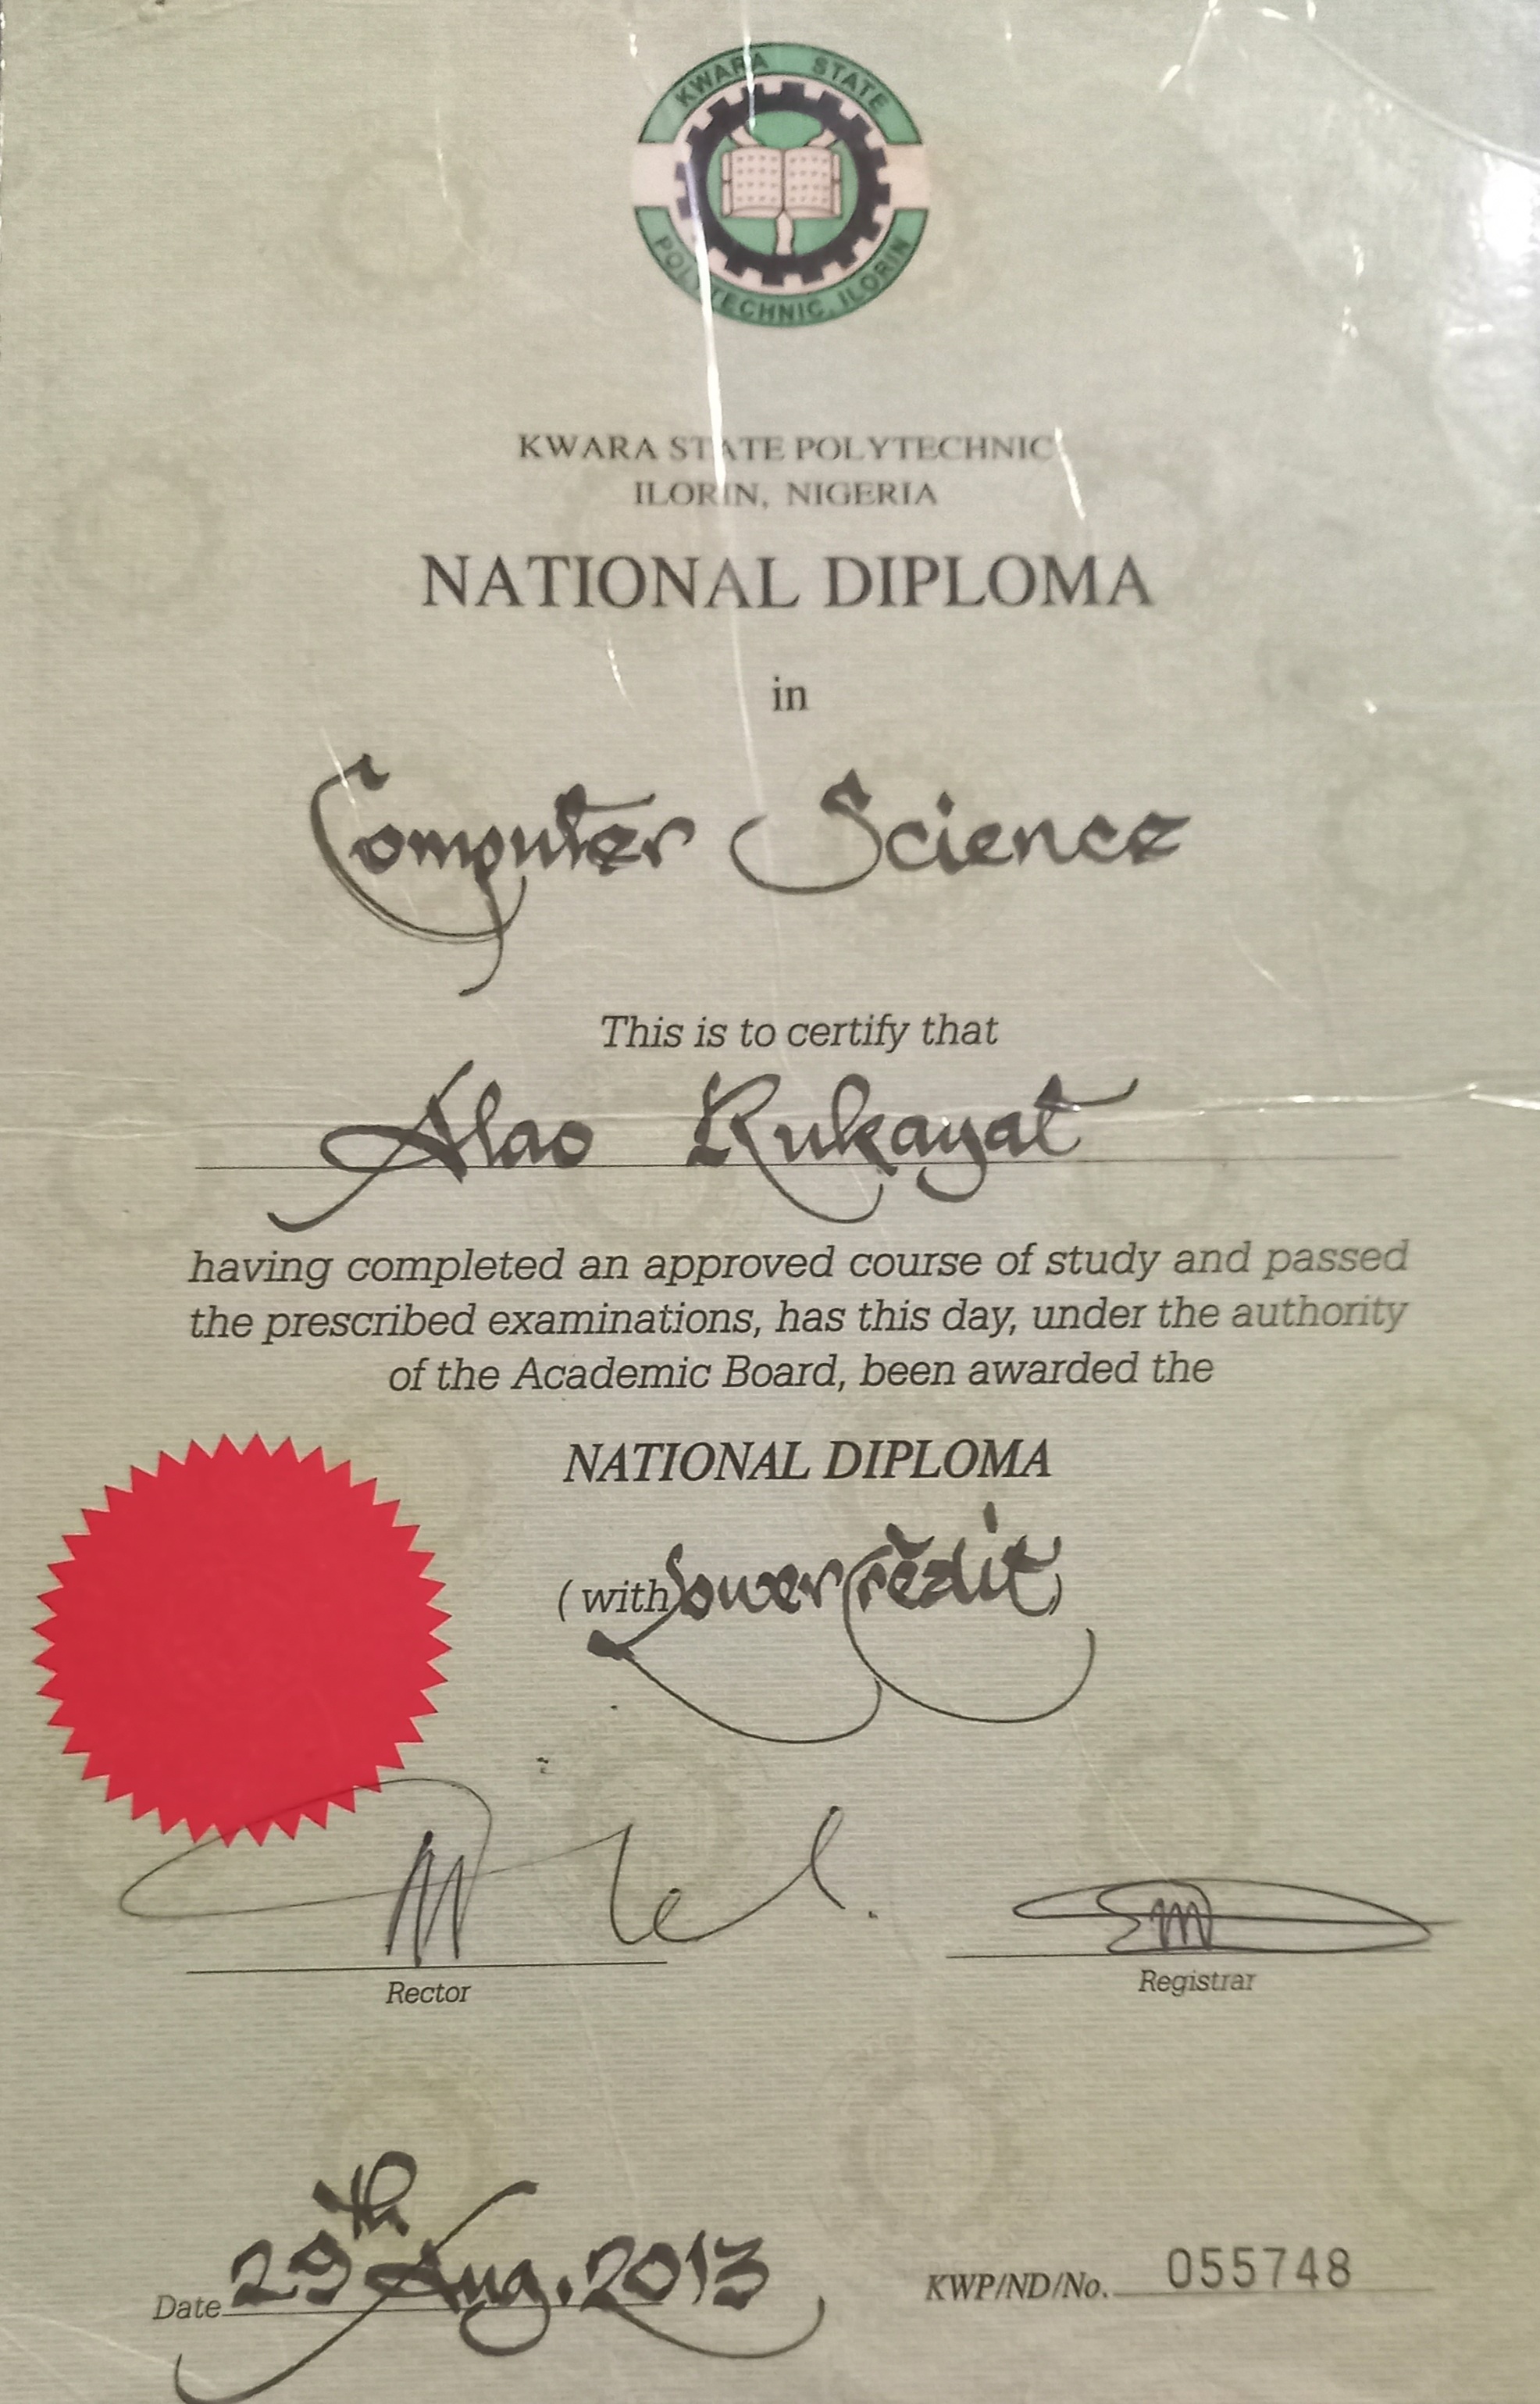 KWARA STATE
POLYTECHNIC, ILORIN
KWARA STATE POLYTECHNIC
ILORIN, NIGERIA
NATIONAL DIPLOMA
in
Computer Science
This is to certify that
Alao Rukayat
having completed an approved course of study and passed
the prescribed examinations, has this day, under the authority
of the Academic Board, been awarded the
NATIONAL DIPLOMA
(with Lower Credit)
Rector
Registrar
Date 29th Aug. 2013
KWP/ND/No. 055748